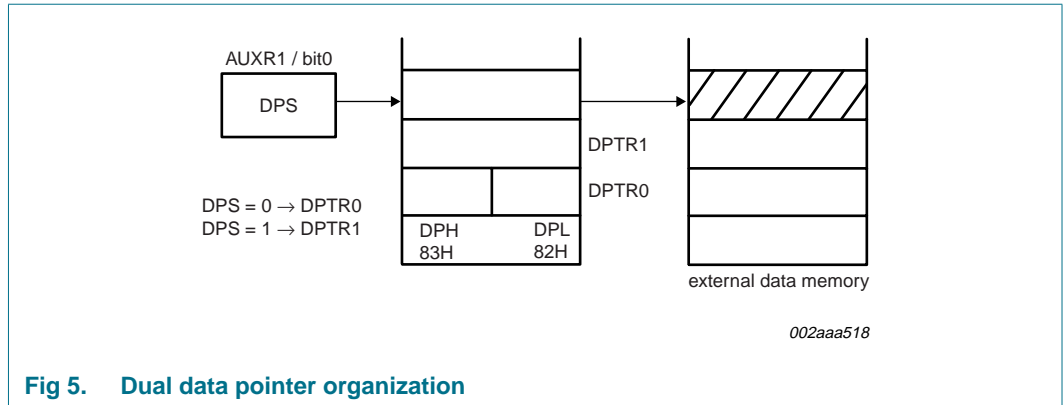 AUXR1 / bit0
DPS
DPTR1
DPTR0
DPS = 0 → DPTR0
DPS = 1 → DPTR1
DPH DPL
83H 82H
external data memory
002aaa518
Fig 5. Dual data pointer organization